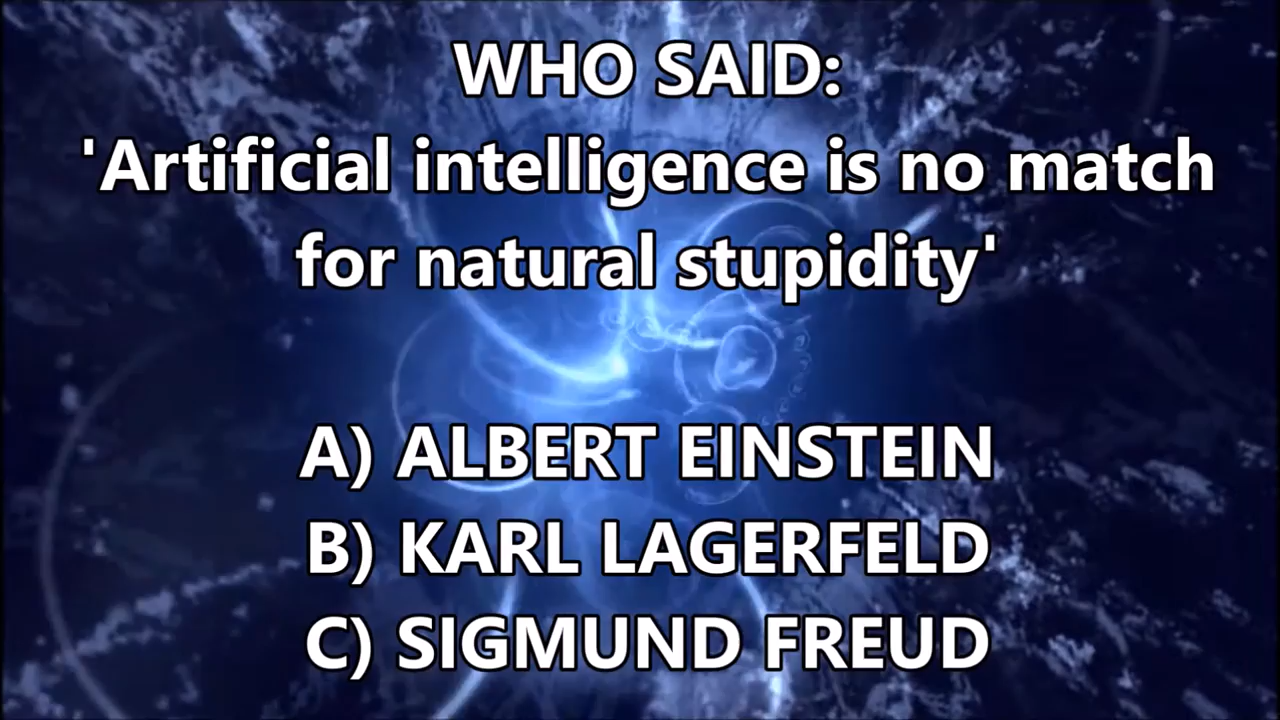 WHO SAID:
'Artificial intelligence is no match
for natural stupidity'
A) ALBERT EINSTEIN
B) KARL LAGERFELD
C) SIGMUND FREUD